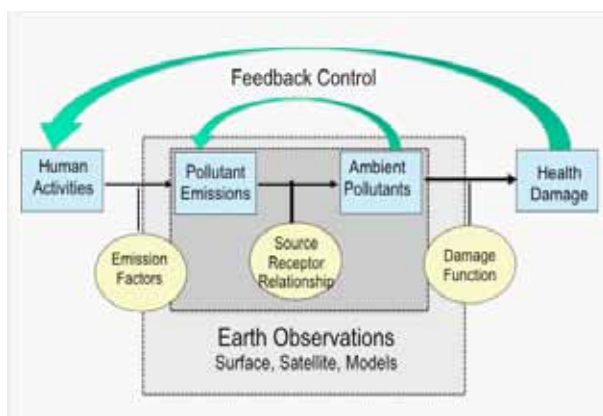 Feedback Control
Human
Activities
Pollutant
Emissions
Ambient
Pollutants
Health
Damage
Emission
Factors
Source
Receptor
Relationship
Damage
Function
Earth Observations
Surface, Satellite, Models